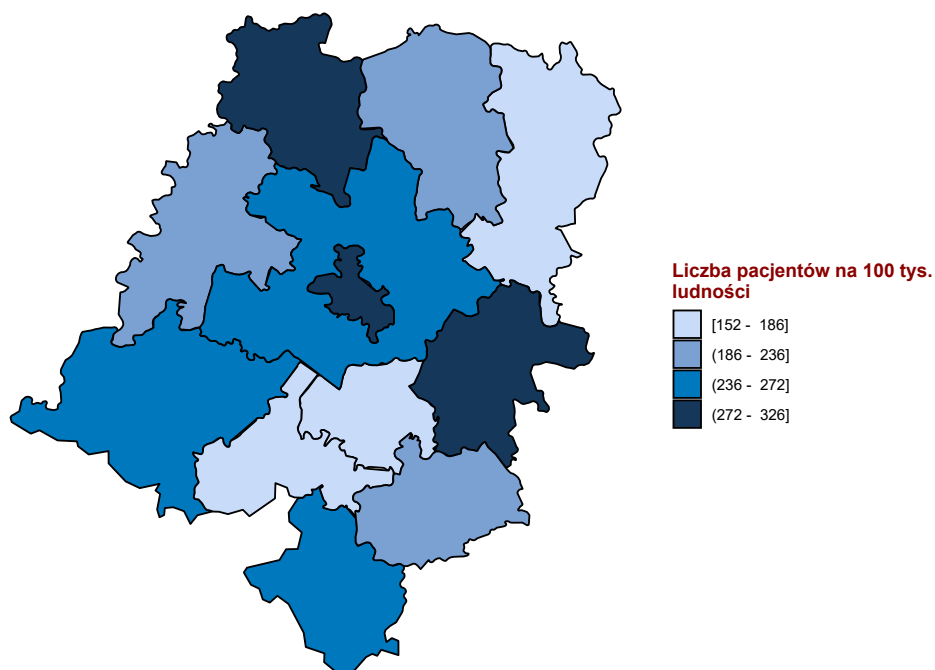 Liczba pacjentów na 100 tys.
ludności
[152 - 186]
(186 - 236]
(236 - 272]
(272 - 326]